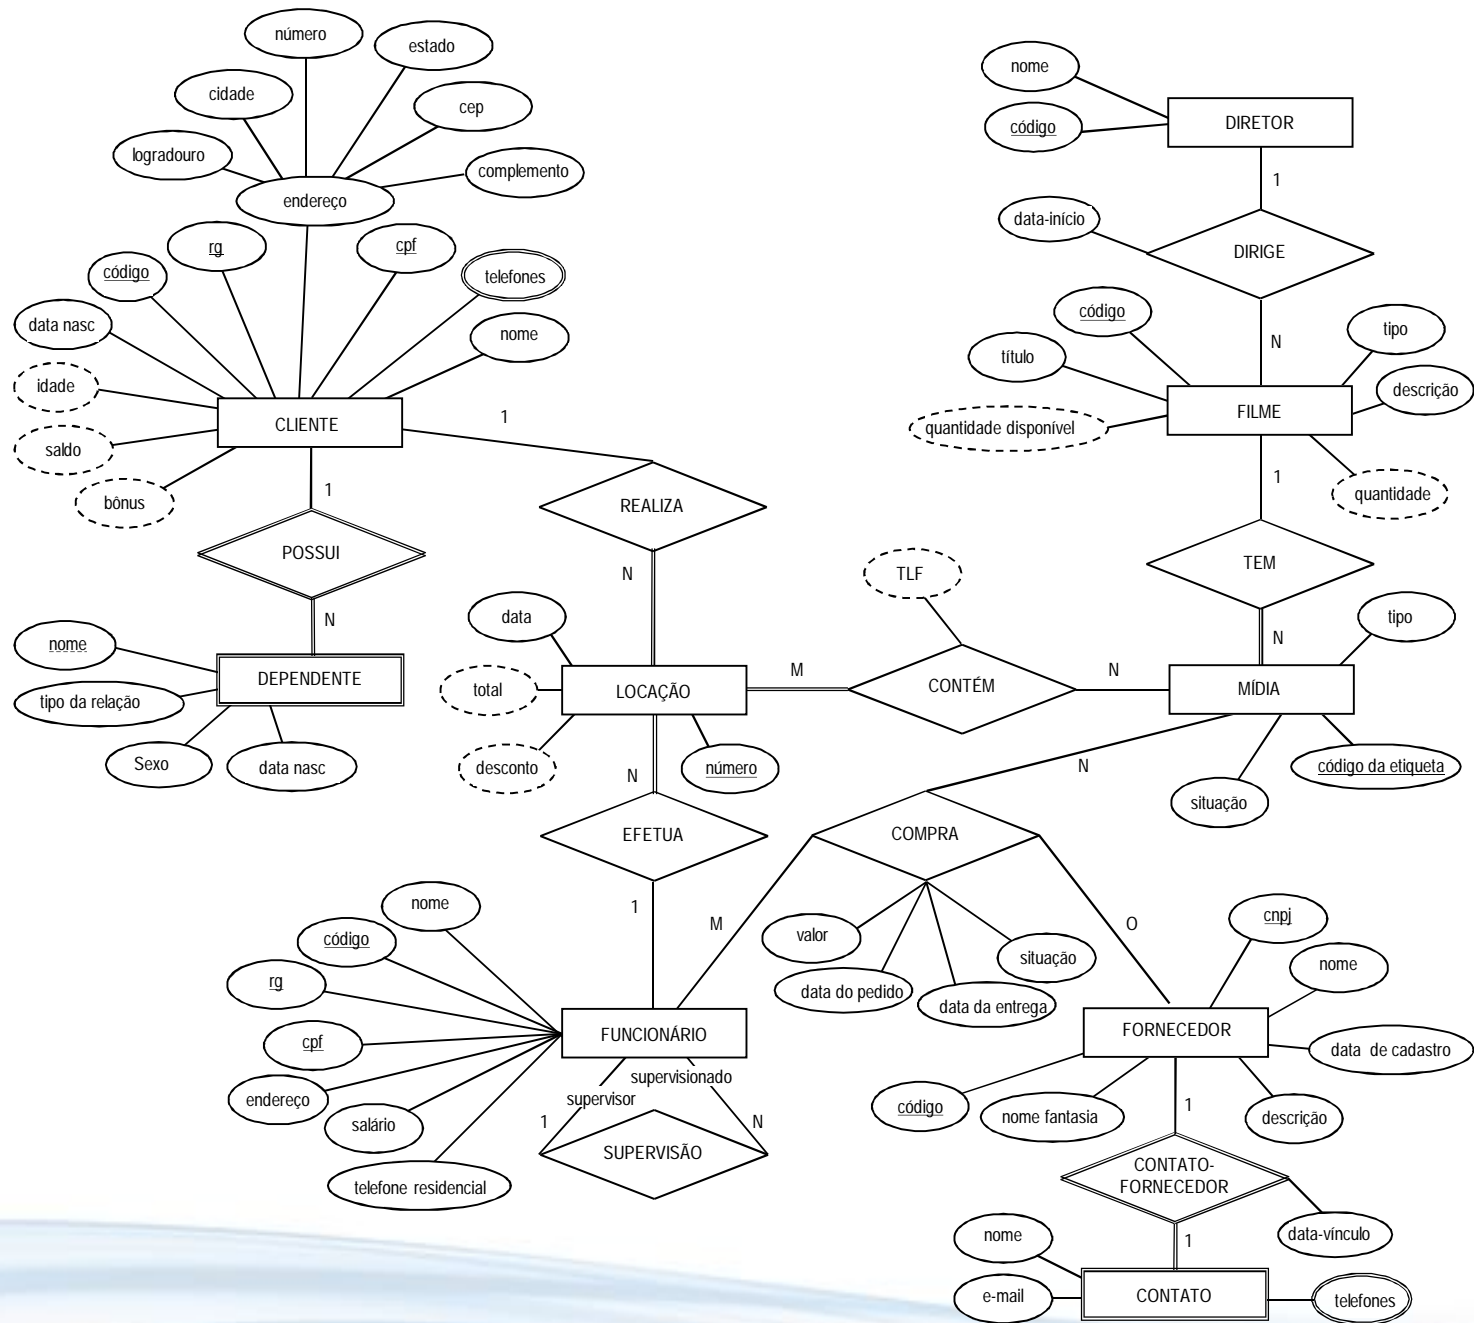 número
estado
cidade
cep
logradouro
complemento
endereço
rg
cpf
código
telefones
data nasc
nome
idade
CLIENTE
saldo
bônus
1
1
POSSUI
REALIZA
N
N
nome
DEPENDENTE
tipo da relação
Sexo
data nasc
nome
DIRETOR
código
1
data-início
DIRIGE
código
tipo
título
N
descrição
FILME
quantidade disponível
1
quantidade
TLF
TEM
data
tipo
N
M
N
total
LOCAÇÃO
CONTÉM
MÍDIA
desconto
número
código da etiqueta
N
N
situação
EFETUA
COMPRA
nome
1
M
O
código
valor
situação
cnpj
rg
data do pedido
data da entrega
nome
cpf
FUNCIONÁRIO
FORNECEDOR
data de cadastro
endereço
supervisionado
supervisor
código
nome fantasia
descrição
salário
1
N
1
SUPERVISÃO
CONTATO-
FORNECEDOR
telefone residencial
data-vínculo
nome
1
e-mail
CONTATO
telefones